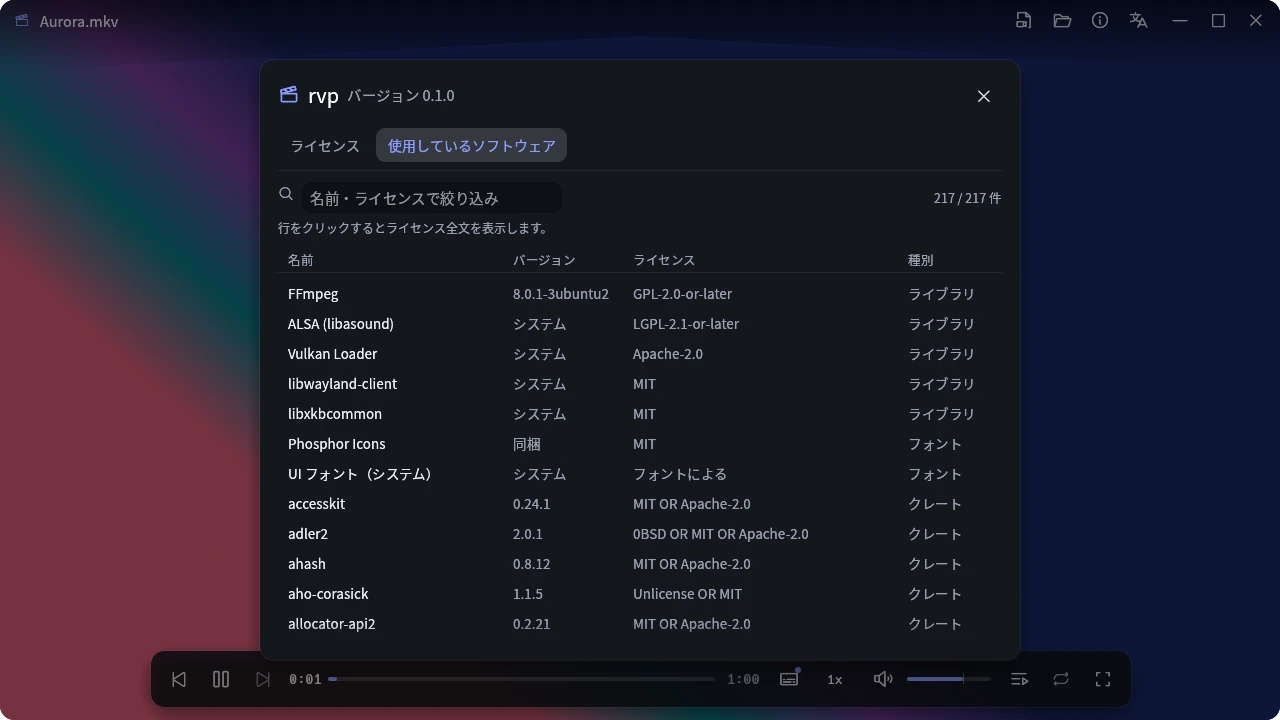 Aurora.mkv
rvp バージョン 0.1.0
ライセンス 使用しているソフトウェア
名前・ライセンスで絞り込み 217 / 217 件
行をクリックするとライセンス全文を表示します。
名前 バージョン ライセンス 種別
FFmpeg 8.0.1-3ubuntu2 GPL-2.0-or-later ライブラリ
ALSA (libasound) システム LGPL-2.1-or-later ライブラリ
Vulkan Loader システム Apache-2.0 ライブラリ
libwayland-client システム MIT ライブラリ
libxkbcommon システム MIT ライブラリ
Phosphor Icons 同梱 MIT フォント
UI フォント（システム） システム フォントによる フォント
accesskit 0.24.1 MIT OR Apache-2.0 クレート
adler2 2.0.1 0BSD OR MIT OR Apache-2.0 クレート
ahash 0.8.12 MIT OR Apache-2.0 クレート
aho-corasick 1.1.5 Unlicense OR MIT クレート
allocator-api2 0.2.21 MIT OR Apache-2.0 クレート
0:01 1:00 1x